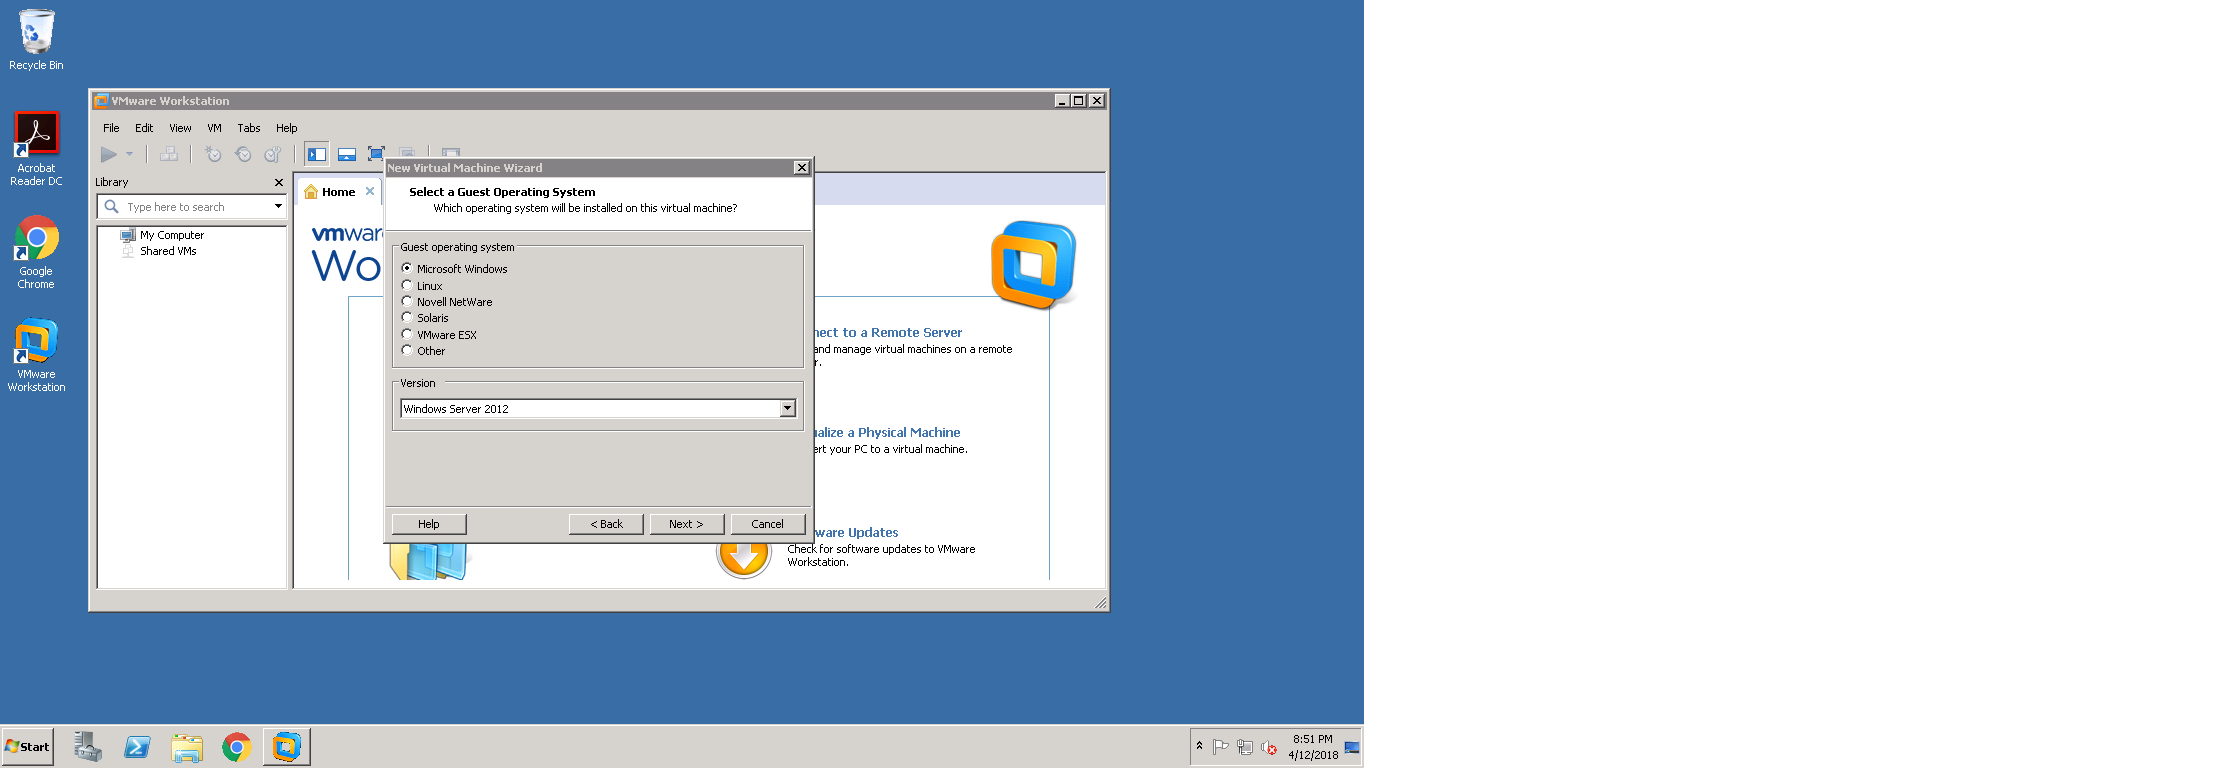 Recycle Bin
Acrobat
Reader DC
Google
Chrome
VMware
Workstation
VMware Workstation
File Edit View VM Tabs Help
Library
Type here to search
My Computer
Shared VMs
Home
vmwar
Wo
New Virtual Machine Wizard
Select a Guest Operating System
Which operating system will be installed on this virtual machine?
Guest operating system
Microsoft Windows
Linux
Novell NetWare
Solaris
VMware ESX
Other
Version
Windows Server 2012
Help
< Back
Next >
Cancel
nect to a Remote Server
and manage virtual machines on a remote
r.
alize a Physical Machine
ert your PC to a virtual machine.
ware Updates
Check for software updates to VMware
Workstation.
Start
8:51 PM
4/12/2018